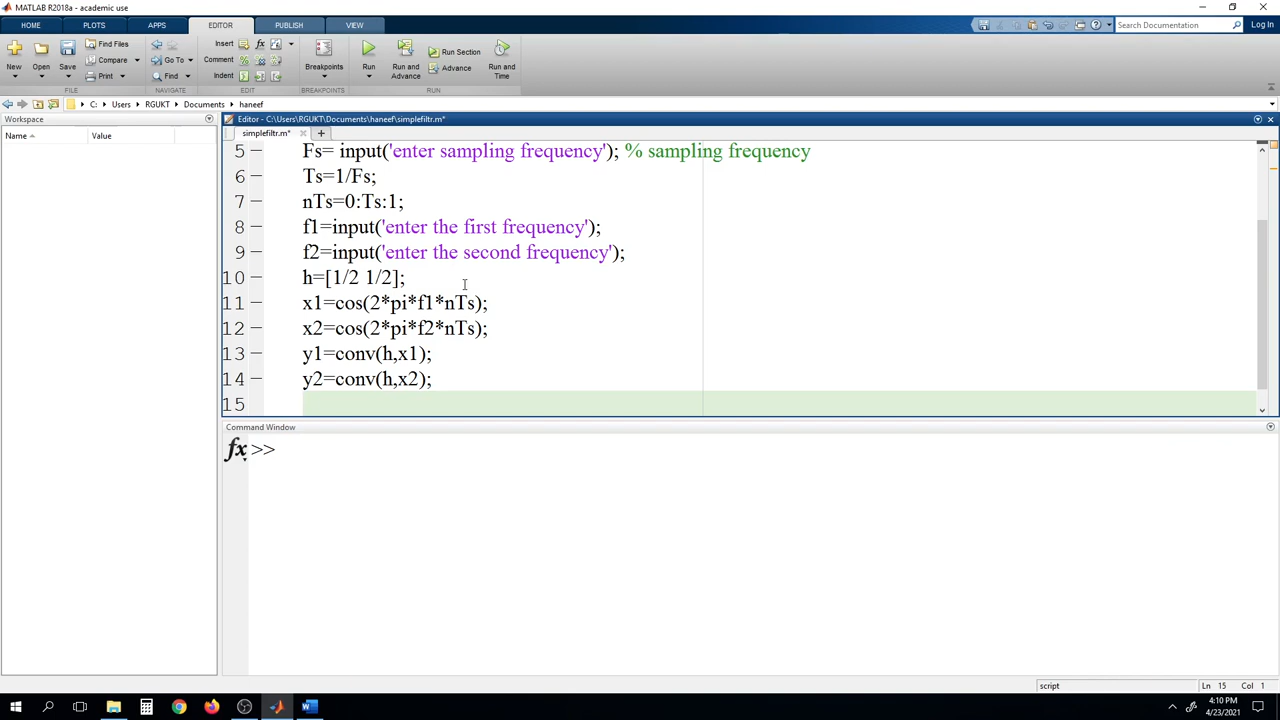 MATLAB R2018a - academic use
HOME PLOTS APPS EDITOR PUBLISH VIEW Search Documentation Log In
New Open Save Find Files Compare Print Go To Find Insert fx Comment Indent Breakpoints Run Run and Advance Run Section Advance Run and Time
FILE NAVIGATE EDIT BREAKPOINTS RUN
C: Users RGUKT Documents haneef
Workspace
Name Value
Editor - C:\Users\RGUKT\Documents\haneef\simplefiltr.m*
simplefiltr.m* +
5 – Fs= input('enter sampling frequency'); % sampling frequency
6 – Ts=1/Fs;
7 – nTs=0:Ts:1;
8 – f1=input('enter the first frequency');
9 – f2=input('enter the second frequency');
10 – h=[1/2 1/2];
11 – x1=cos(2*pi*f1*nTs);
12 – x2=cos(2*pi*f2*nTs);
13 – y1=conv(h,x1);
14 – y2=conv(h,x2);
15
Command Window
fx >>
script Ln 15 Col 1
4:10 PM
4/23/2021